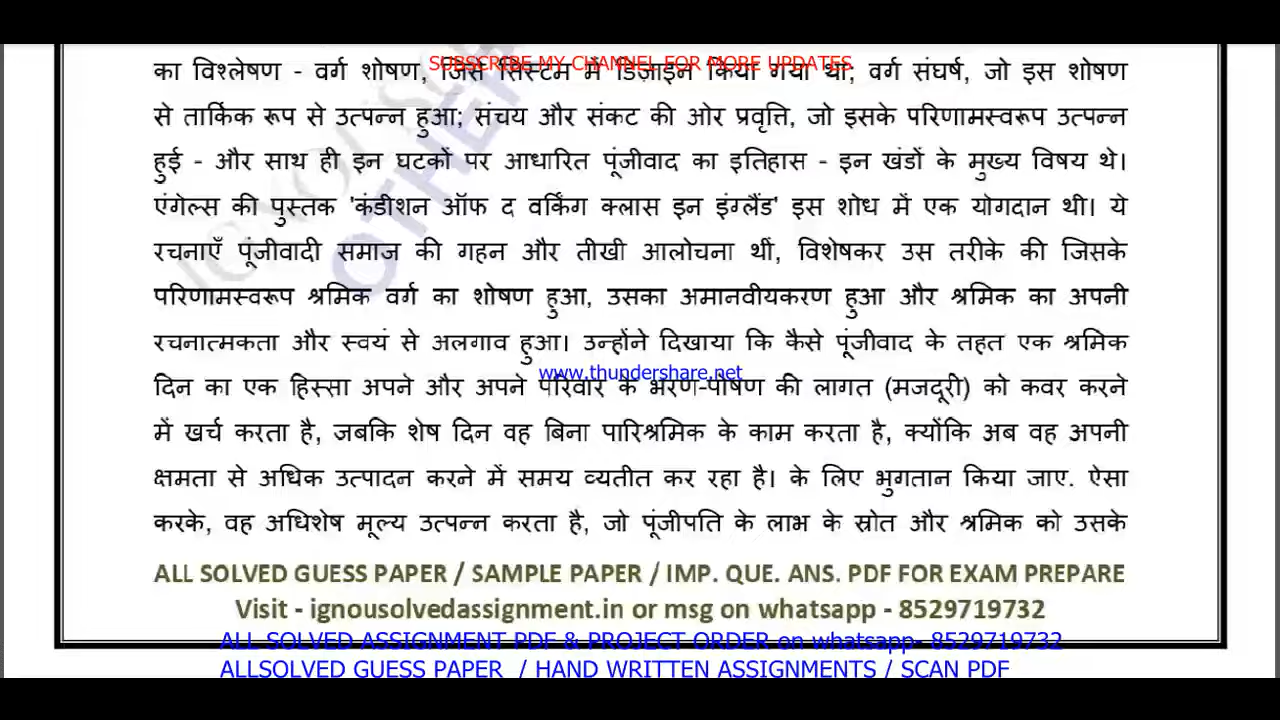 SUBSCRIBE MY CHANNEL FOR MORE UPDATES
का विश्लेषण - वर्ग शोषण, जिसे सिस्टम में डिज़ाइन किया गया था, वर्ग संघर्ष, जो इस शोषण
से तार्किक रूप से उत्पन्न हुआ; संचय और संकट की ओर प्रवृत्ति, जो इसके परिणामस्वरूप उत्पन्न
हुई - और साथ ही इन घटकों पर आधारित पूंजीवाद का इतिहास - इन खंडों के मुख्य विषय थे।
एंगेल्स की पुस्तक 'कंडीशन ऑफ द वर्किंग क्लास इन इंग्लैंड' इस शोध में एक योगदान थी। ये
रचनाएँ पूंजीवादी समाज की गहन और तीखी आलोचना थीं, विशेषकर उस तरीके की जिसके
परिणामस्वरूप श्रमिक वर्ग का शोषण हुआ, उसका अमानवीयकरण हुआ और श्रमिक का अपनी
रचनात्मकता और स्वयं से अलगाव हुआ। उन्होंने दिखाया कि कैसे पूंजीवाद के तहत एक श्रमिक
www.thundershare.net
दिन का एक हिस्सा अपने और अपने परिवार के भरण-पोषण की लागत (मजदूरी) को कवर करने
में खर्च करता है, जबकि शेष दिन वह बिना पारिश्रमिक के काम करता है, क्योंकि अब वह अपनी
क्षमता से अधिक उत्पादन करने में समय व्यतीत कर रहा है। के लिए भुगतान किया जाए. ऐसा
करके, वह अधिशेष मूल्य उत्पन्न करता है, जो पूंजीपति के लाभ के स्रोत और श्रमिक को उसके
ALL SOLVED GUESS PAPER / SAMPLE PAPER / IMP. QUE. ANS. PDF FOR EXAM PREPARE
Visit - ignousolvedassignment.in or msg on whatsapp - 8529719732
ALL SOLVED ASSIGNMENT PDF & PROJECT ORDER on whatsapp- 8529719732
ALLSOLVED GUESS PAPER / HAND WRITTEN ASSIGNMENTS / SCAN PDF